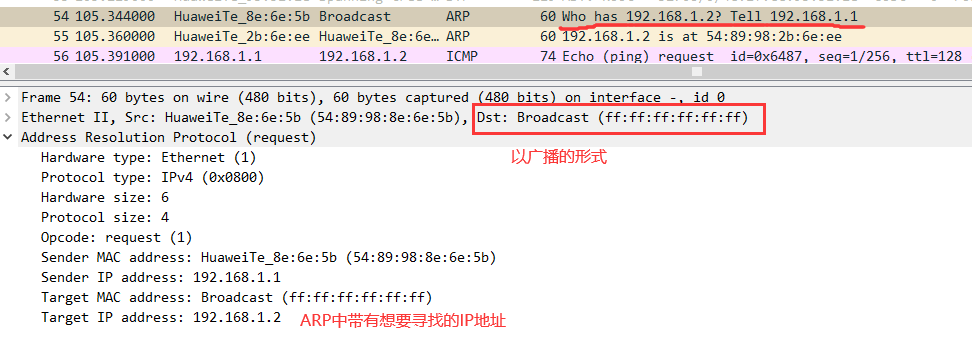 54 105.344000 HuaweiTe_8e:6e:5b Broadcast ARP 60 Who has 192.168.1.2? Tell 192.168.1.1
55 105.360000 HuaweiTe_2b:6e:ee HuaweiTe_8e:6e… ARP 60 192.168.1.2 is at 54:89:98:2b:6e:ee
56 105.391000 192.168.1.1 192.168.1.2 ICMP 74 Echo (ping) request id=0x6487, seq=1/256, ttl=128
Frame 54: 60 bytes on wire (480 bits), 60 bytes captured (480 bits) on interface -, id 0
Ethernet II, Src: HuaweiTe_8e:6e:5b (54:89:98:8e:6e:5b), Dst: Broadcast (ff:ff:ff:ff:ff:ff)
Address Resolution Protocol (request)
以广播的形式
Hardware type: Ethernet (1)
Protocol type: IPv4 (0x0800)
Hardware size: 6
Protocol size: 4
Opcode: request (1)
Sender MAC address: HuaweiTe_8e:6e:5b (54:89:98:8e:6e:5b)
Sender IP address: 192.168.1.1
Target MAC address: Broadcast (ff:ff:ff:ff:ff:ff)
Target IP address: 192.168.1.2
ARP中带有想要寻找的IP地址